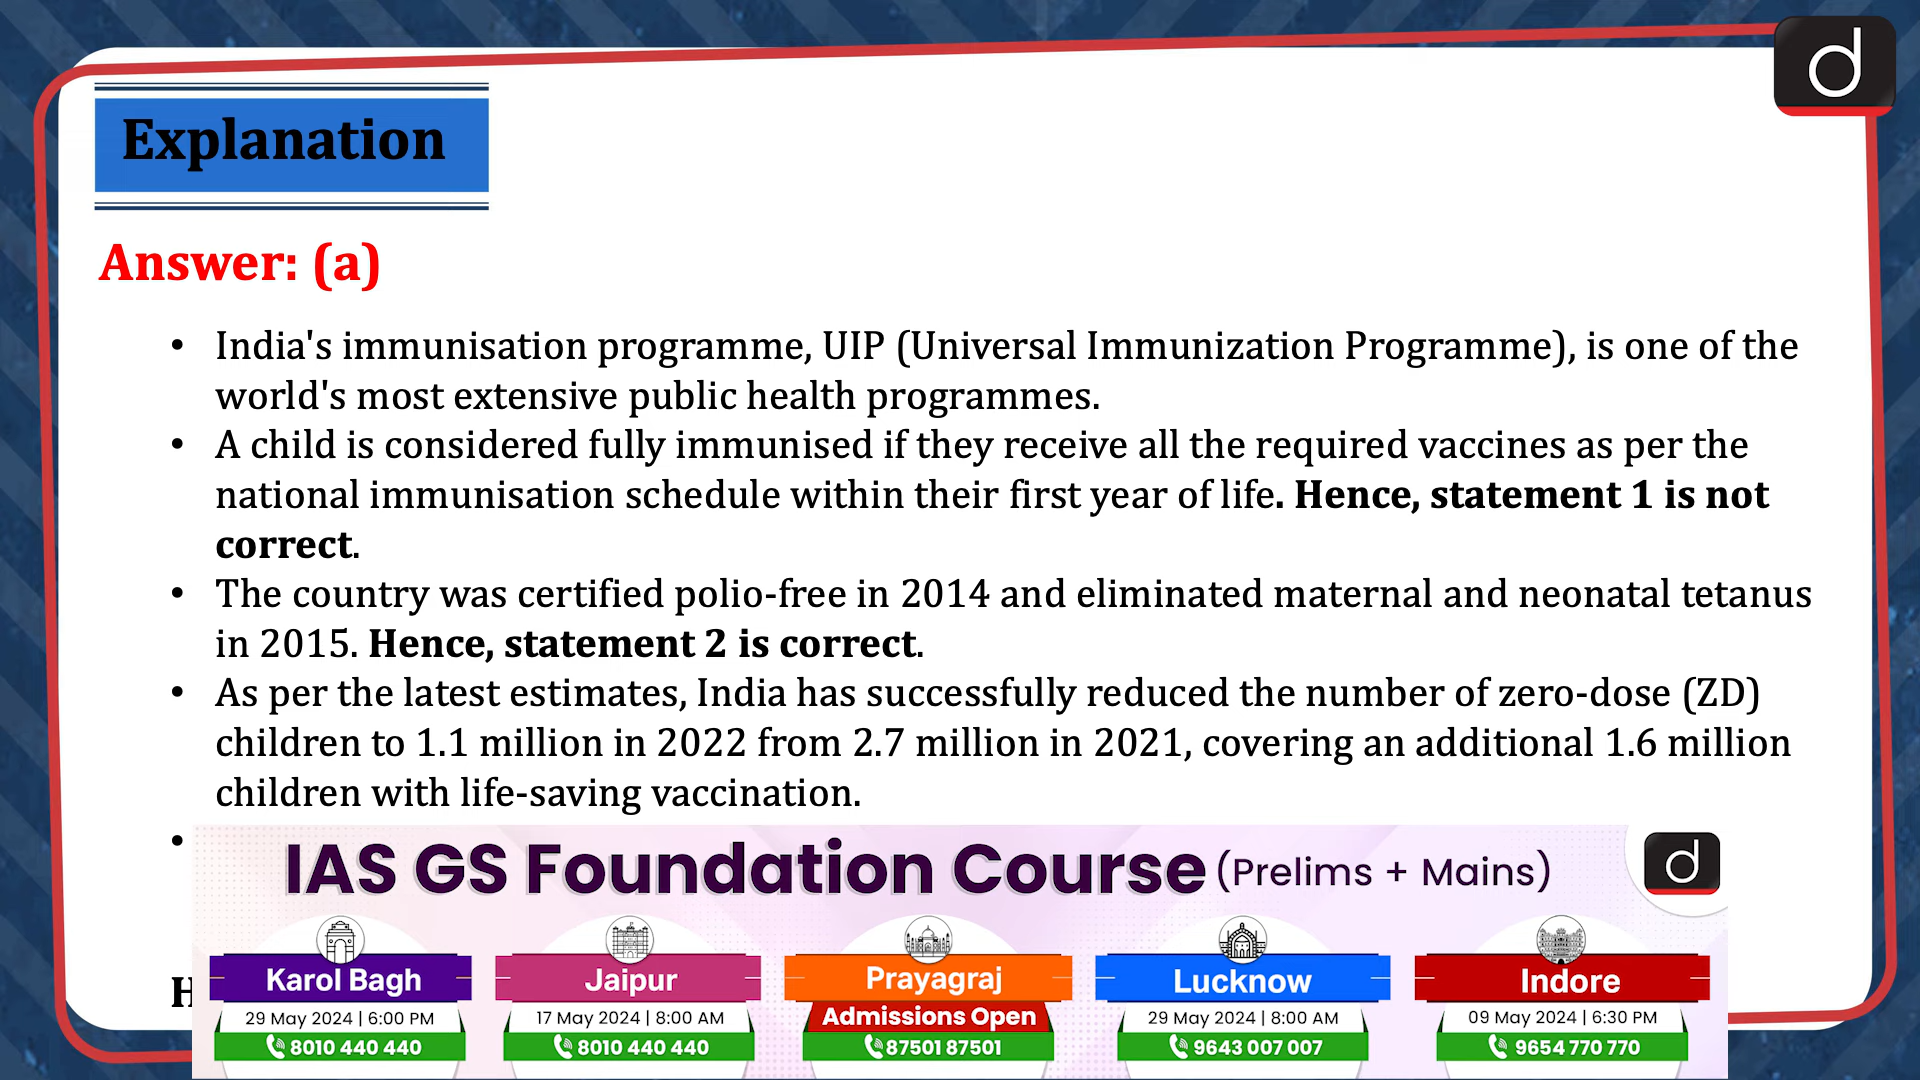 d
Explanation
Answer: (a)
• India's immunisation programme, UIP (Universal Immunization Programme), is one of the
world's most extensive public health programmes.
• A child is considered fully immunised if they receive all the required vaccines as per the
national immunisation schedule within their first year of life. Hence, statement 1 is not
correct.
• The country was certified polio-free in 2014 and eliminated maternal and neonatal tetanus
in 2015. Hence, statement 2 is correct.
• As per the latest estimates, India has successfully reduced the number of zero-dose (ZD)
children to 1.1 million in 2022 from 2.7 million in 2021, covering an additional 1.6 million
children with life-saving vaccination.
•
H
IAS GS Foundation Course (Prelims + Mains)
d
Karol Bagh
29 May 2024 | 6:00 PM
8010 440 440
Jaipur
17 May 2024 | 8:00 AM
8010 440 440
Prayagraj
Admissions Open
87501 87501
Lucknow
29 May 2024 | 8:00 AM
9643 007 007
Indore
09 May 2024 | 6:30 PM
9654 770 770